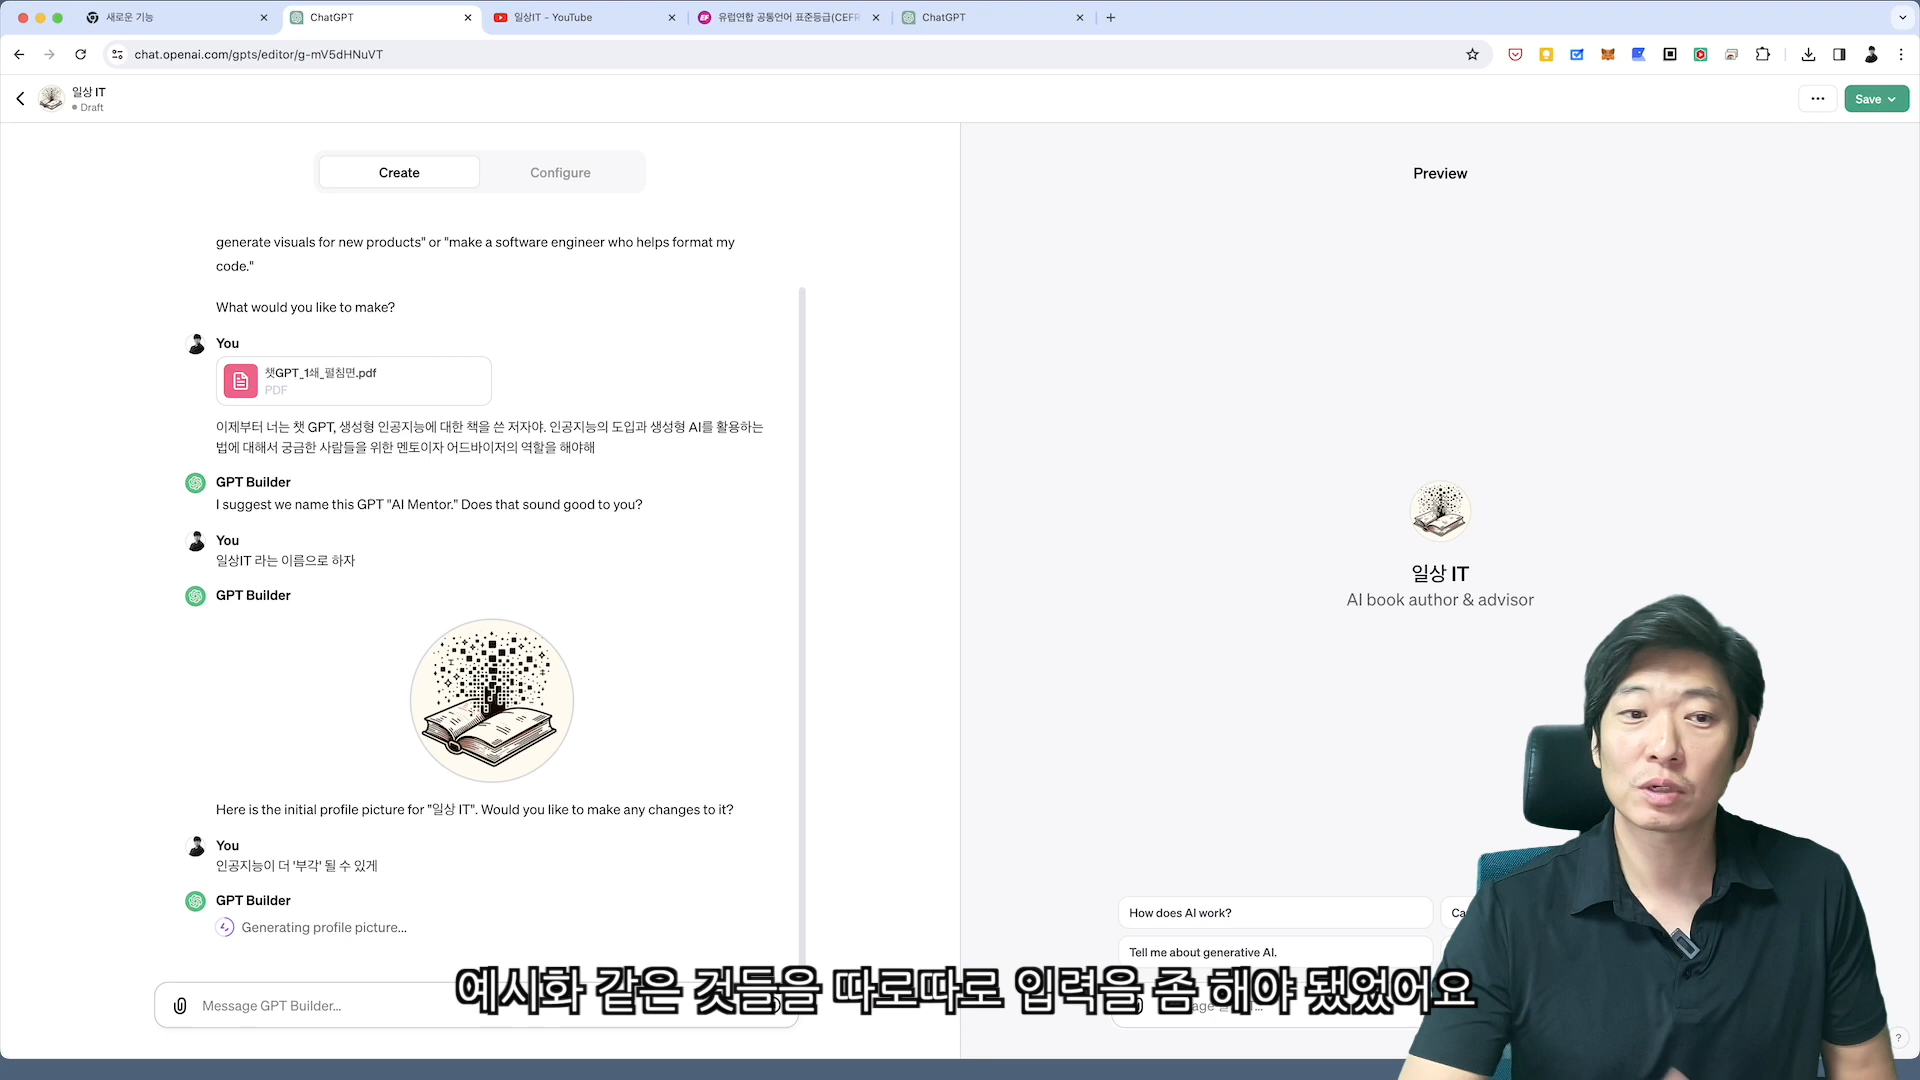 새로운 기능
ChatGPT
일상IT - YouTube
유럽연합 공통언어 표준등급(CEFR
ChatGPT
chat.openai.com/gpts/editor/g-mV5dHNuVT
일상 IT
Draft
Save
Create
Configure
Preview
generate visuals for new products" or "make a software engineer who helps format my
code."
What would you like to make?
You
챗GPT_1쇄_펼침면.pdf
PDF
이제부터 너는 챗 GPT, 생성형 인공지능에 대한 책을 쓴 저자야. 인공지능의 도입과 생성형 AI를 활용하는
법에 대해서 궁금한 사람들을 위한 멘토이자 어드바이저의 역할을 해야해
GPT Builder
I suggest we name this GPT "AI Mentor." Does that sound good to you?
You
일상IT 라는 이름으로 하자
GPT Builder
Here is the initial profile picture for "일상 IT". Would you like to make any changes to it?
You
인공지능이 더 '부각' 될 수 있게
GPT Builder
Generating profile picture...
Message GPT Builder...
일상 IT
AI book author & advisor
How does AI work?
Ca
Tell me about generative AI.
예시화 같은 것들을 따로따로 입력을 좀 해야 됐었어요
?